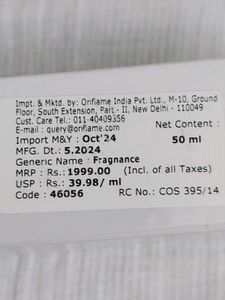 Impt. & Mktd. by: Oriflame India Pvt. Ltd., M-10, Ground
Floor, South Extension, Part - II, New Delhi - 110049
Cust. Care Tel.: 011-40409356
E-mail : query@oriflame.com Net Content :
Import M&Y : Oct'24 50 ml
MFG. Dt.: 5.2024
Generic Name : Fragnance
MRP : Rs.: 1999.00 (Incl. of all Taxes)
USP : Rs.: 39.98/ ml
Code : 46056 RC No.: COS 395/14